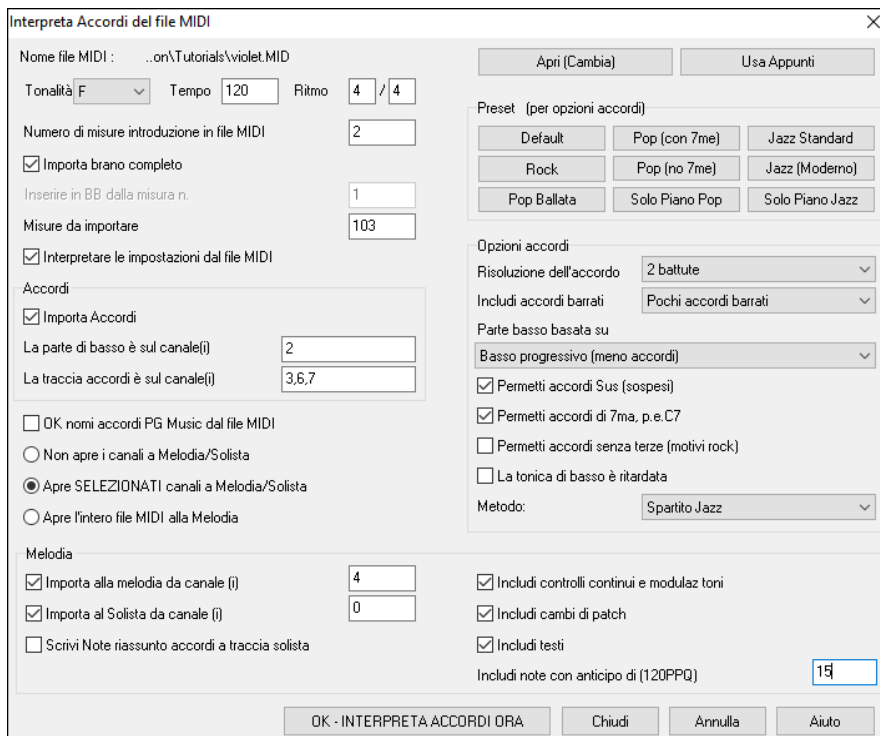 Interpreta Accordi del file MIDI
Nome file MIDI : ..on\Tutorials\violet.MID
Tonalità F Tempo 120 Ritmo 4 / 4
Numero di misure introduzione in file MIDI 2
Importa brano completo
Inserire in BB dalla misura n. 1
Misure da importare 103
Interpretare le impostazioni dal file MIDI
Accordi
Importa Accordi
La parte di basso è sul canale(i) 2
La traccia accordi è sul canale(i) 3,6,7
OK nomi accordi PG Music dal file MIDI
Non apre i canali a Melodia/Solista
Apre SELEZIONATI canali a Melodia/Solista
Apre l'intero file MIDI alla Melodia
Apri (Cambia) Usa Appunti
Preset (per opzioni accordi)
Default Pop (con 7me) Jazz Standard
Rock Pop (no 7me) Jazz (Moderno)
Pop Ballata Solo Piano Pop Solo Piano Jazz
Opzioni accordi
Risoluzione dell'accordo 2 battute
Includi accordi barrati Pochi accordi barrati
Parte basso basata su
Basso progressivo (meno accordi)
Permetti accordi Sus (sospesi)
Permetti accordi di 7ma, p.e.C7
Permetti accordi senza terze (motivi rock)
La tonica di basso è ritardata
Metodo: Spartito Jazz
Melodia
Importa alla melodia da canale (i) 4
Importa al Solista da canale (i) 0
Scrivi Note riassunto accordi a traccia solista
Includi controlli continui e modulaz toni
Includi cambi di patch
Includi testi
Includi note con anticipo di (120PPQ) 15
OK - INTERPRETA ACCORDI ORA Chiudi Annulla Aiuto